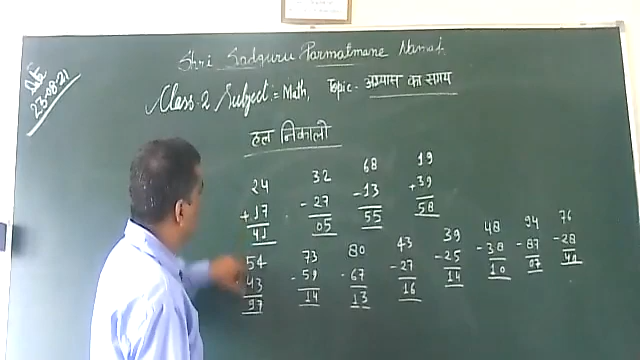 Shri Sadguru Parmatmane Namah
Date
23-08-21
Class-2 Subject:- Math, Topic- अभ्यास का समय
हल निकालो
24 32 68 19
+17 -27 -13 +39
41 05 55 58
54 73 80 43 39 48 94 76
43 -59 -67 -27 -25 -38 -87 -28
97 14 13 16 14 10 07